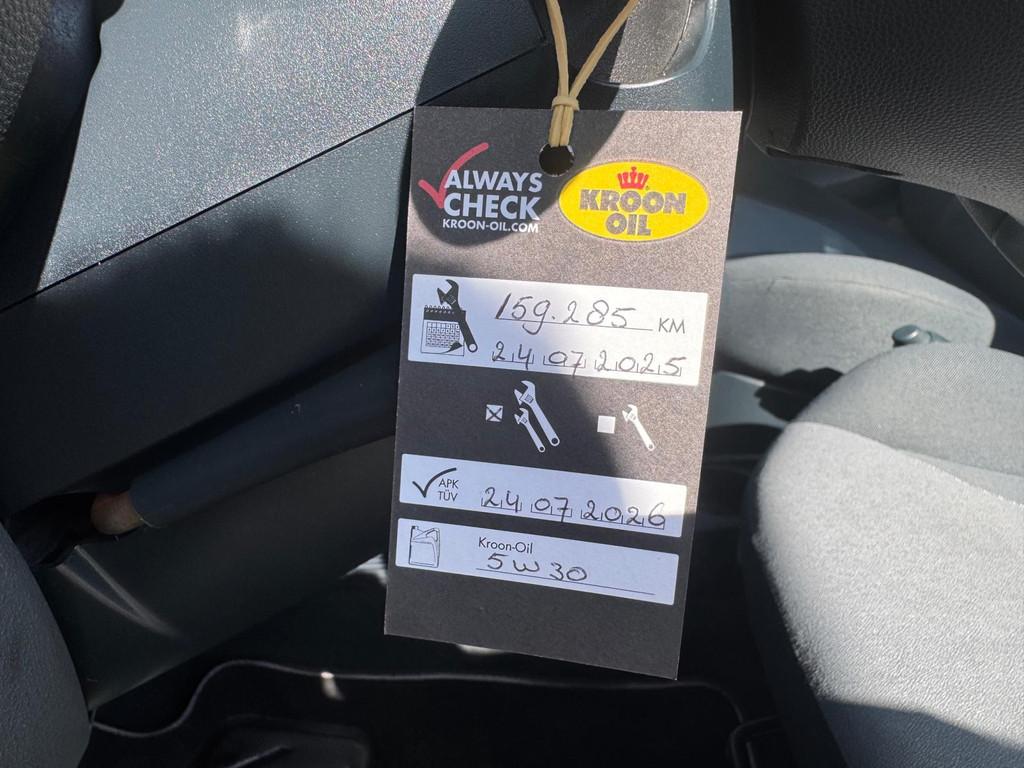 ALWAYS
CHECK
KROON-OIL.COM
KROON
OIL
159.285 KM
24 07 2025
APK
TÜV
24 07 2026
Kroon-Oil
5W30